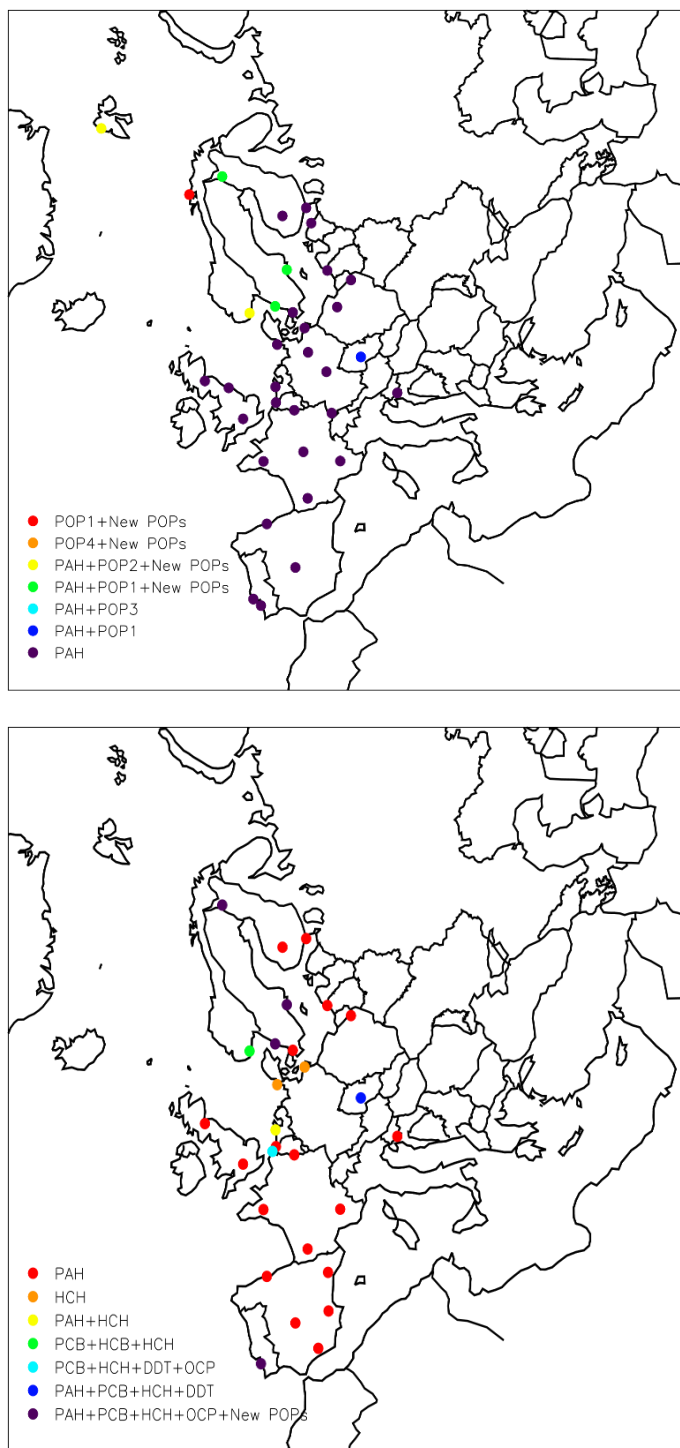 POP1+New POPs
POP4+New POPs
PAH+POP2+New POPs
PAH+POP1+New POPs
PAH+POP3
PAH+POP1
PAH
PAH
HCH
PAH+HCH
PCB+HCB+HCH
PCB+HCH+DDT+OCP
PAH+PCB+HCH+DDT
PAH+PCB+HCH+OCP+New POPs